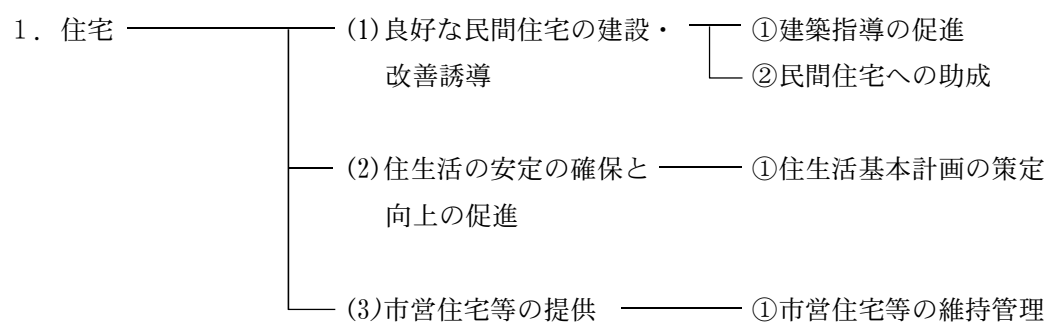 1．住宅 (1)良好な民間住宅の建設・ ①建築指導の促進
改善誘導 ②民間住宅への助成
(2)住生活の安定の確保と ①住生活基本計画の策定
向上の促進
(3)市営住宅等の提供 ①市営住宅等の維持管理